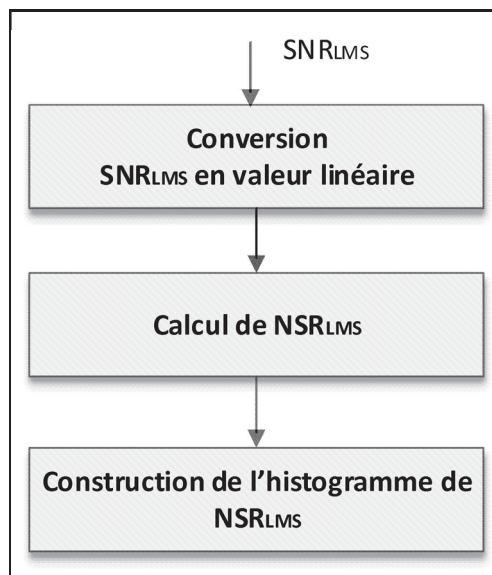 SNRLMS
Conversion
SNRLMS en valeur linéaire
Calcul de NSRLMS
Construction de l’histogramme de
NSRLMS